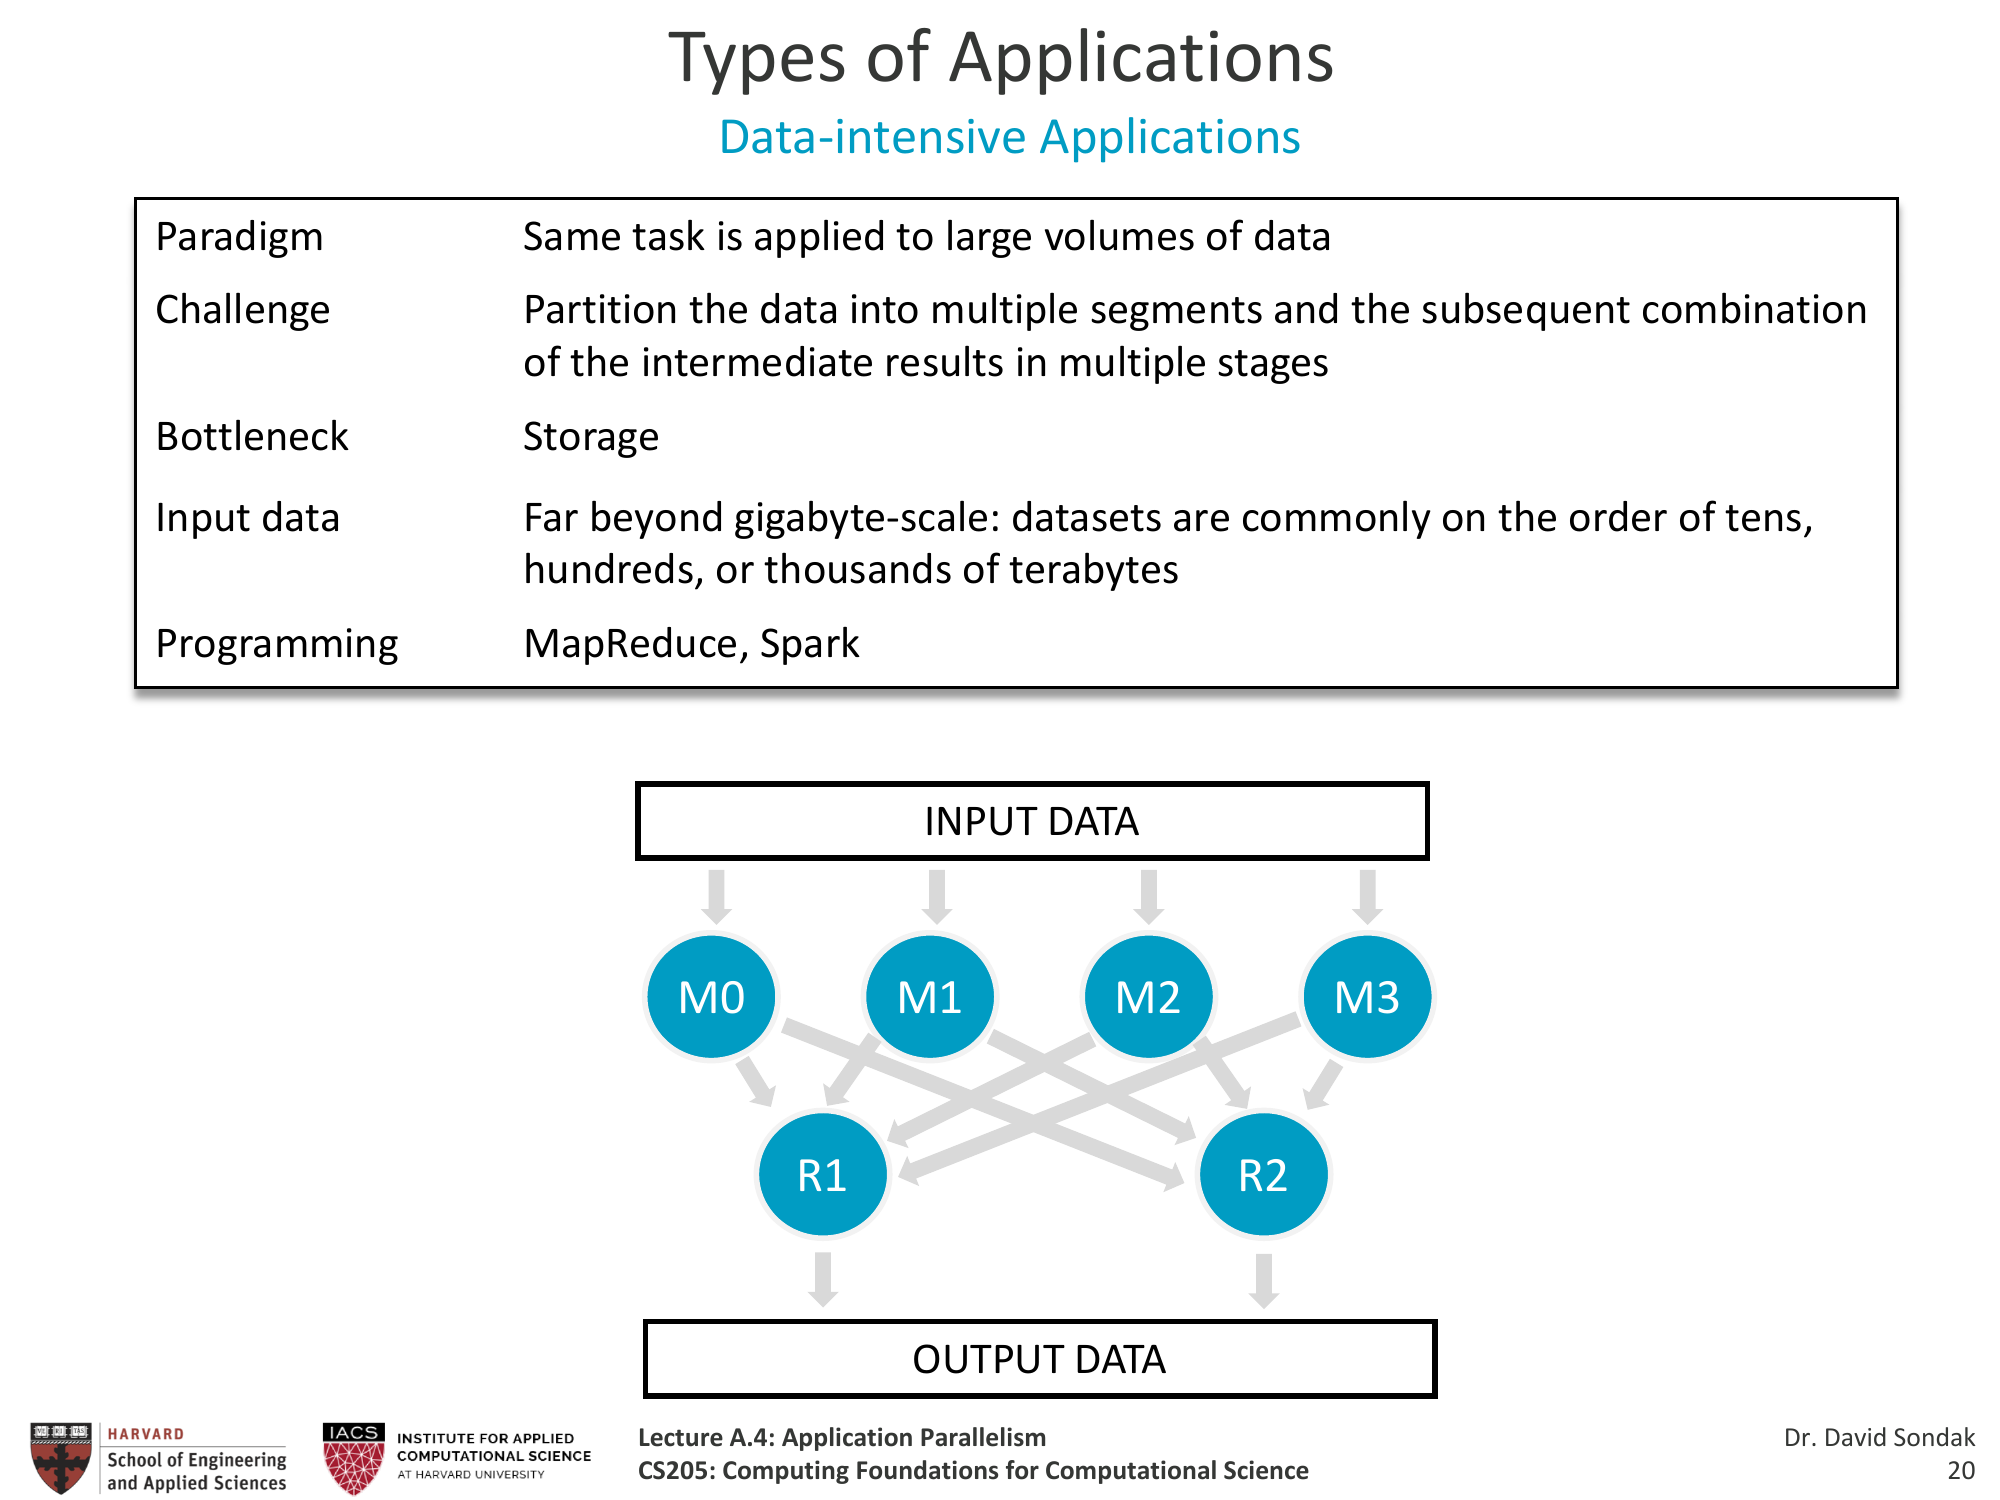 Types of Applications
Data-intensive Applications
Paradigm Same task is applied to large volumes of data
Challenge Partition the data into multiple segments and the subsequent combination
of the intermediate results in multiple stages
Bottleneck Storage
Input data Far beyond gigabyte-scale: datasets are commonly on the order of tens,
hundreds, or thousands of terabytes
Programming MapReduce, Spark
INPUT DATA
M0 M1 M2 M3
R1 R2
OUTPUT DATA
HARVARD
School of Engineering
and Applied Sciences
IACS
INSTITUTE FOR APPLIED
COMPUTATIONAL SCIENCE
AT HARVARD UNIVERSITY
Lecture A.4: Application Parallelism
CS205: Computing Foundations for Computational Science
Dr. David Sondak
20